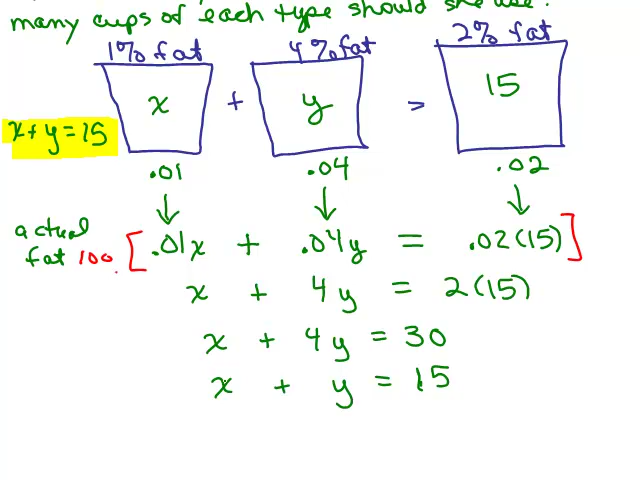 many cups of each type should she use?
1% fat 4% fat 2% fat
x + y = 15
x + y = 15
.01 .04 .02
actual fat 100 [.01x + .04y = .02(15)]
x + 4y = 2(15)
x + 4y = 30
x + y = 15